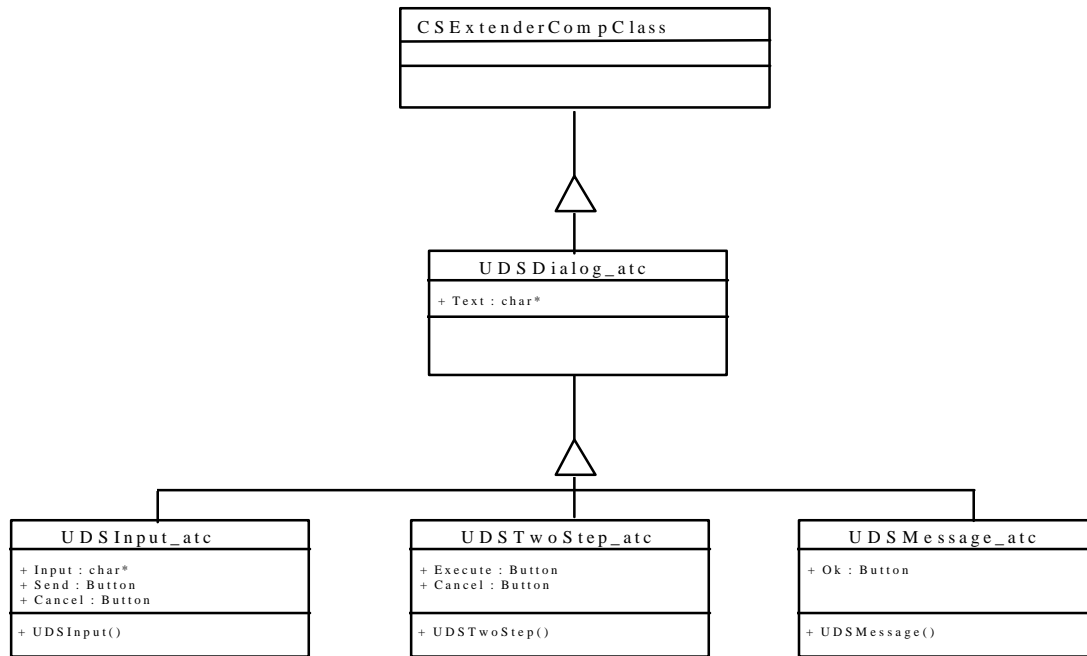 CSExtenderCompClass
UDSDialog_atc
+ Text : char*
UDSInput_atc
+ Input : char*
+ Send : Button
+ Cancel : Button
+ UDSInput()
UDSTwoStep_atc
+ Execute : Button
+ Cancel : Button
+ UDSTwoStep()
UDSMessage_atc
+ Ok : Button
+ UDSMessage()